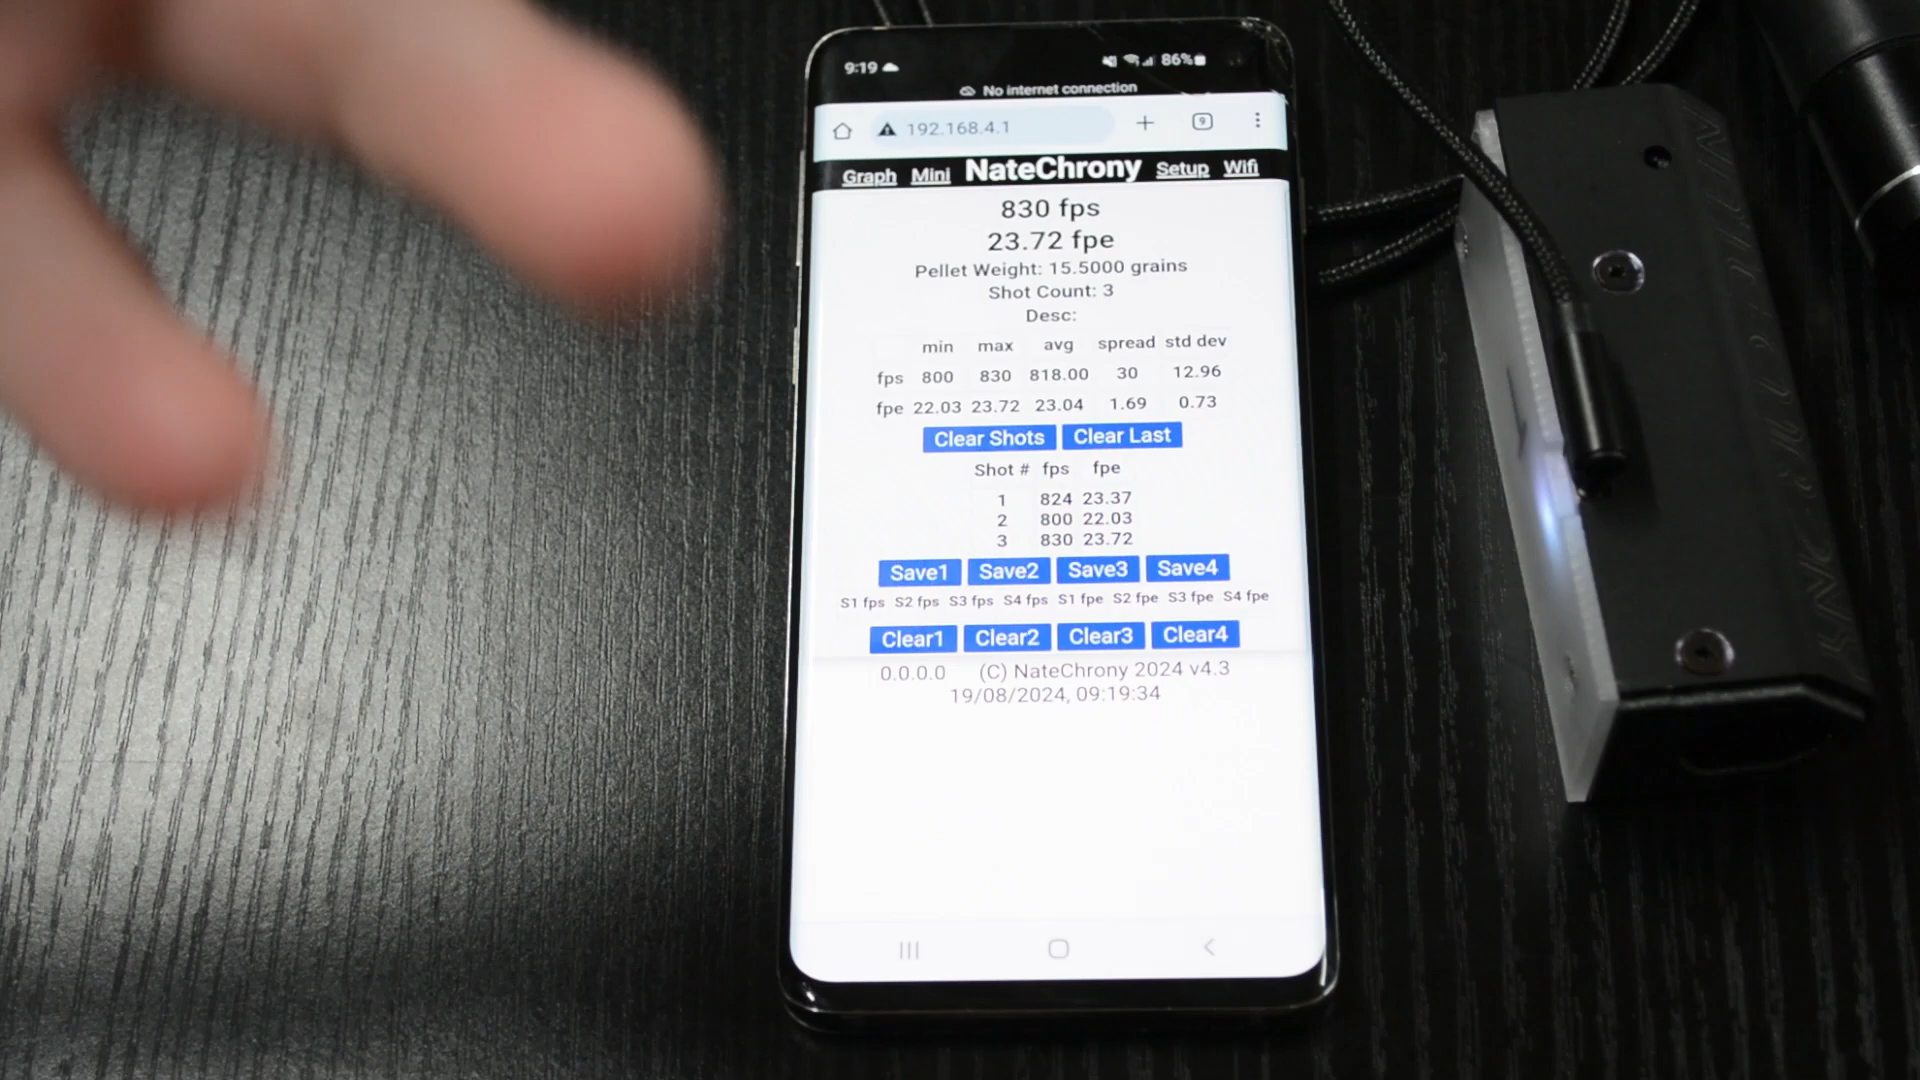 9:19 86%
No internet connection
192.168.4.1 9
Graph Mini NateChrony Setup Wifi
830 fps
23.72 fpe
Pellet Weight: 15.5000 grains
Shot Count: 3
Desc:
min max avg spread std dev
fps 800 830 818.00 30 12.96
fpe 22.03 23.72 23.04 1.69 0.73
Clear Shots Clear Last
Shot # fps fpe
1 824 23.37
2 800 22.03
3 830 23.72
Save1 Save2 Save3 Save4
S1 fps S2 fps S3 fps S4 fps S1 fpe S2 fpe S3 fpe S4 fpe
Clear1 Clear2 Clear3 Clear4
0.0.0.0 (C) NateChrony 2024 v4.3
19/08/2024, 09:19:34